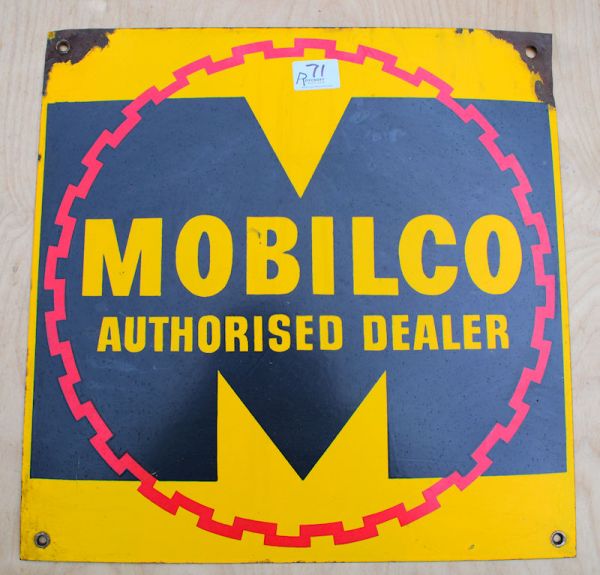 71
R
MOBILCO
AUTHORISED DEALER